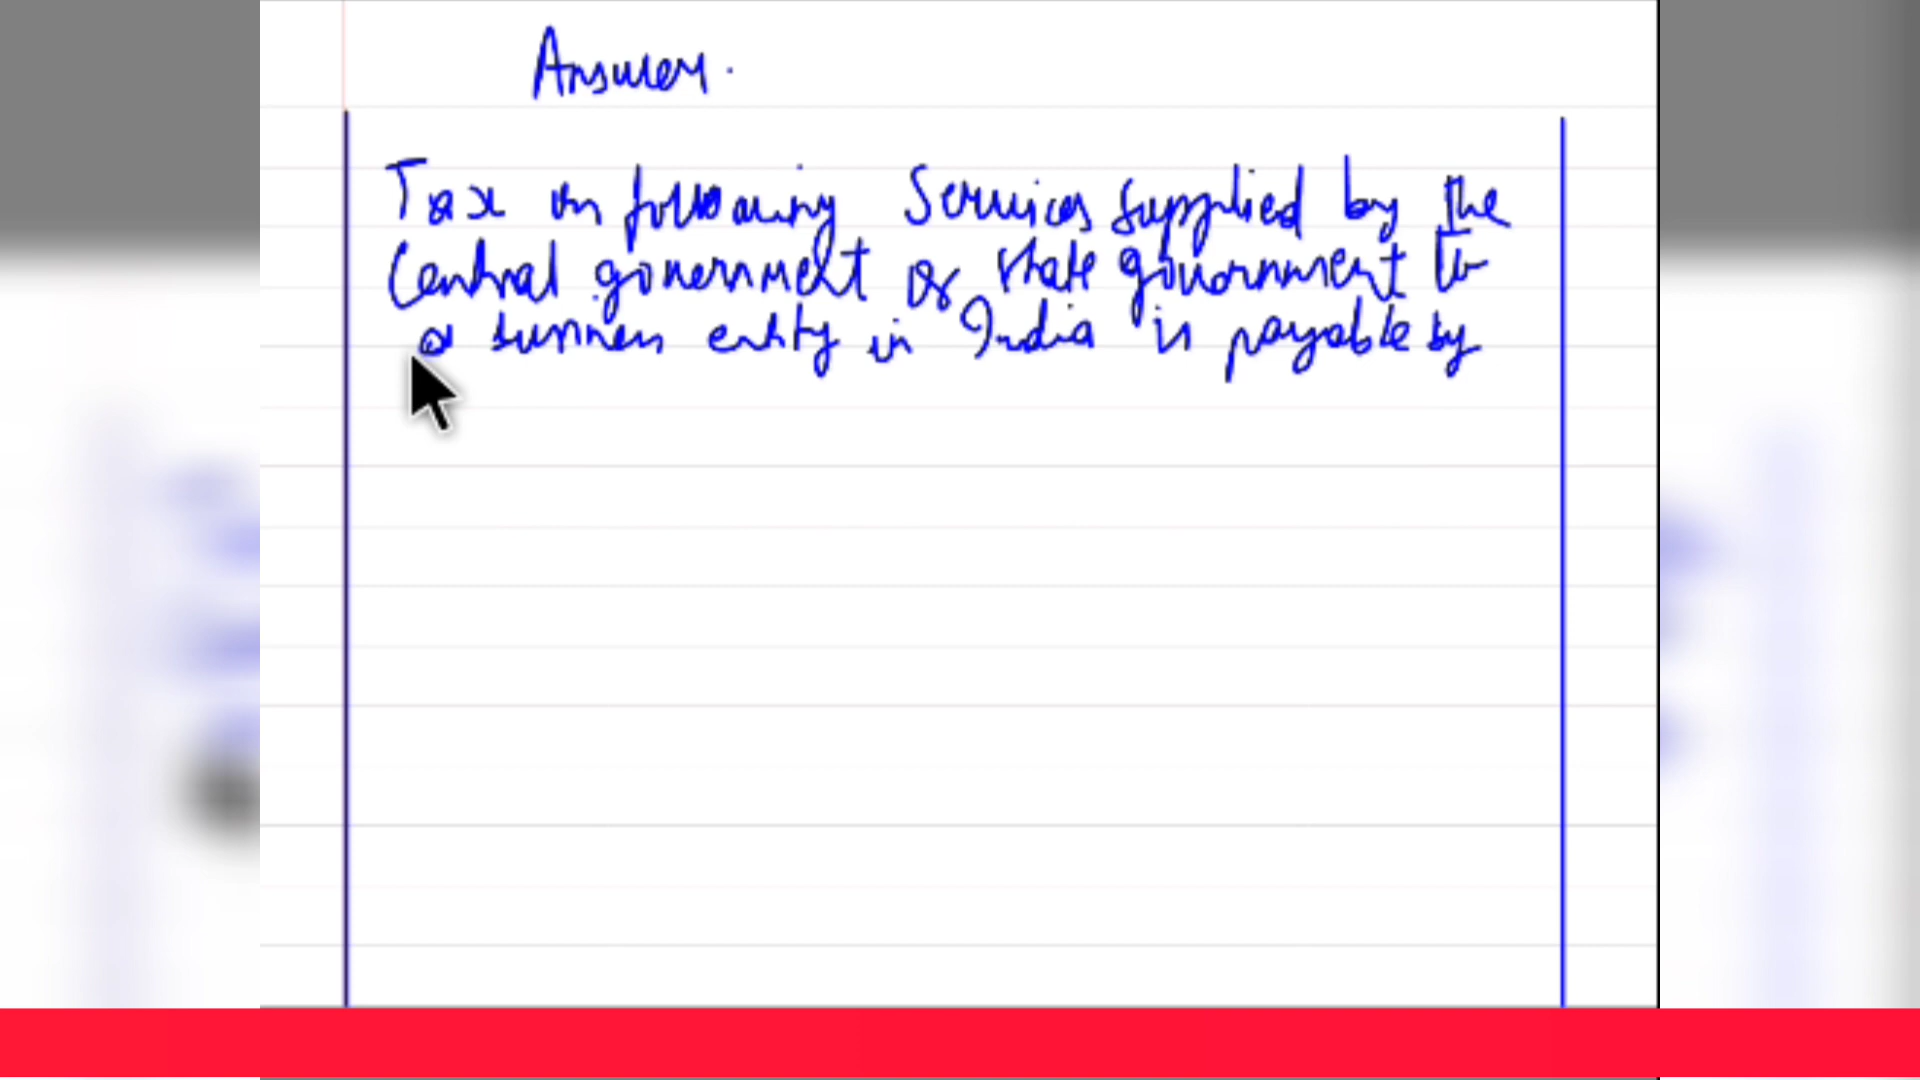 Answer.
Tax on following Services supplied by the
Central government or state government to
a business entity in India is payable by